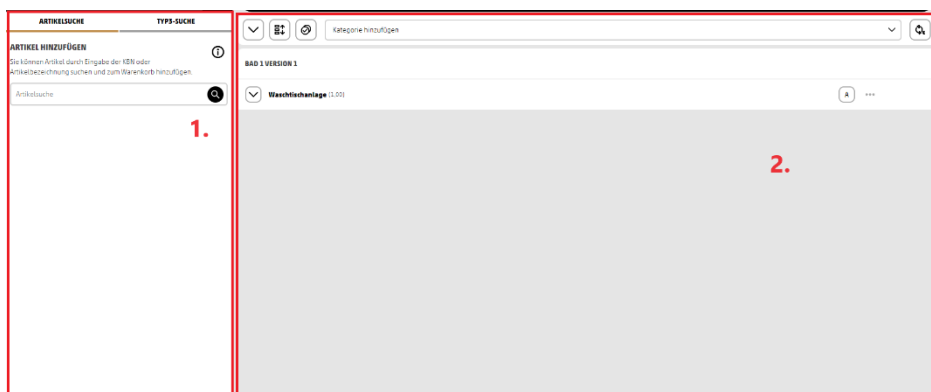 ARTIKELSUCHE
TYP3-SUCHE
ARTIKEL HINZUFÜGEN
Sie können Artikel durch Eingabe der KBN oder
Artikelbezeichnung suchen und zum Warenkorb hinzufügen.
Artikelsuche
1.
Kategorie hinzufügen
BAD 1 VERSION 1
Waschtischanlage (1.00)
A
2.